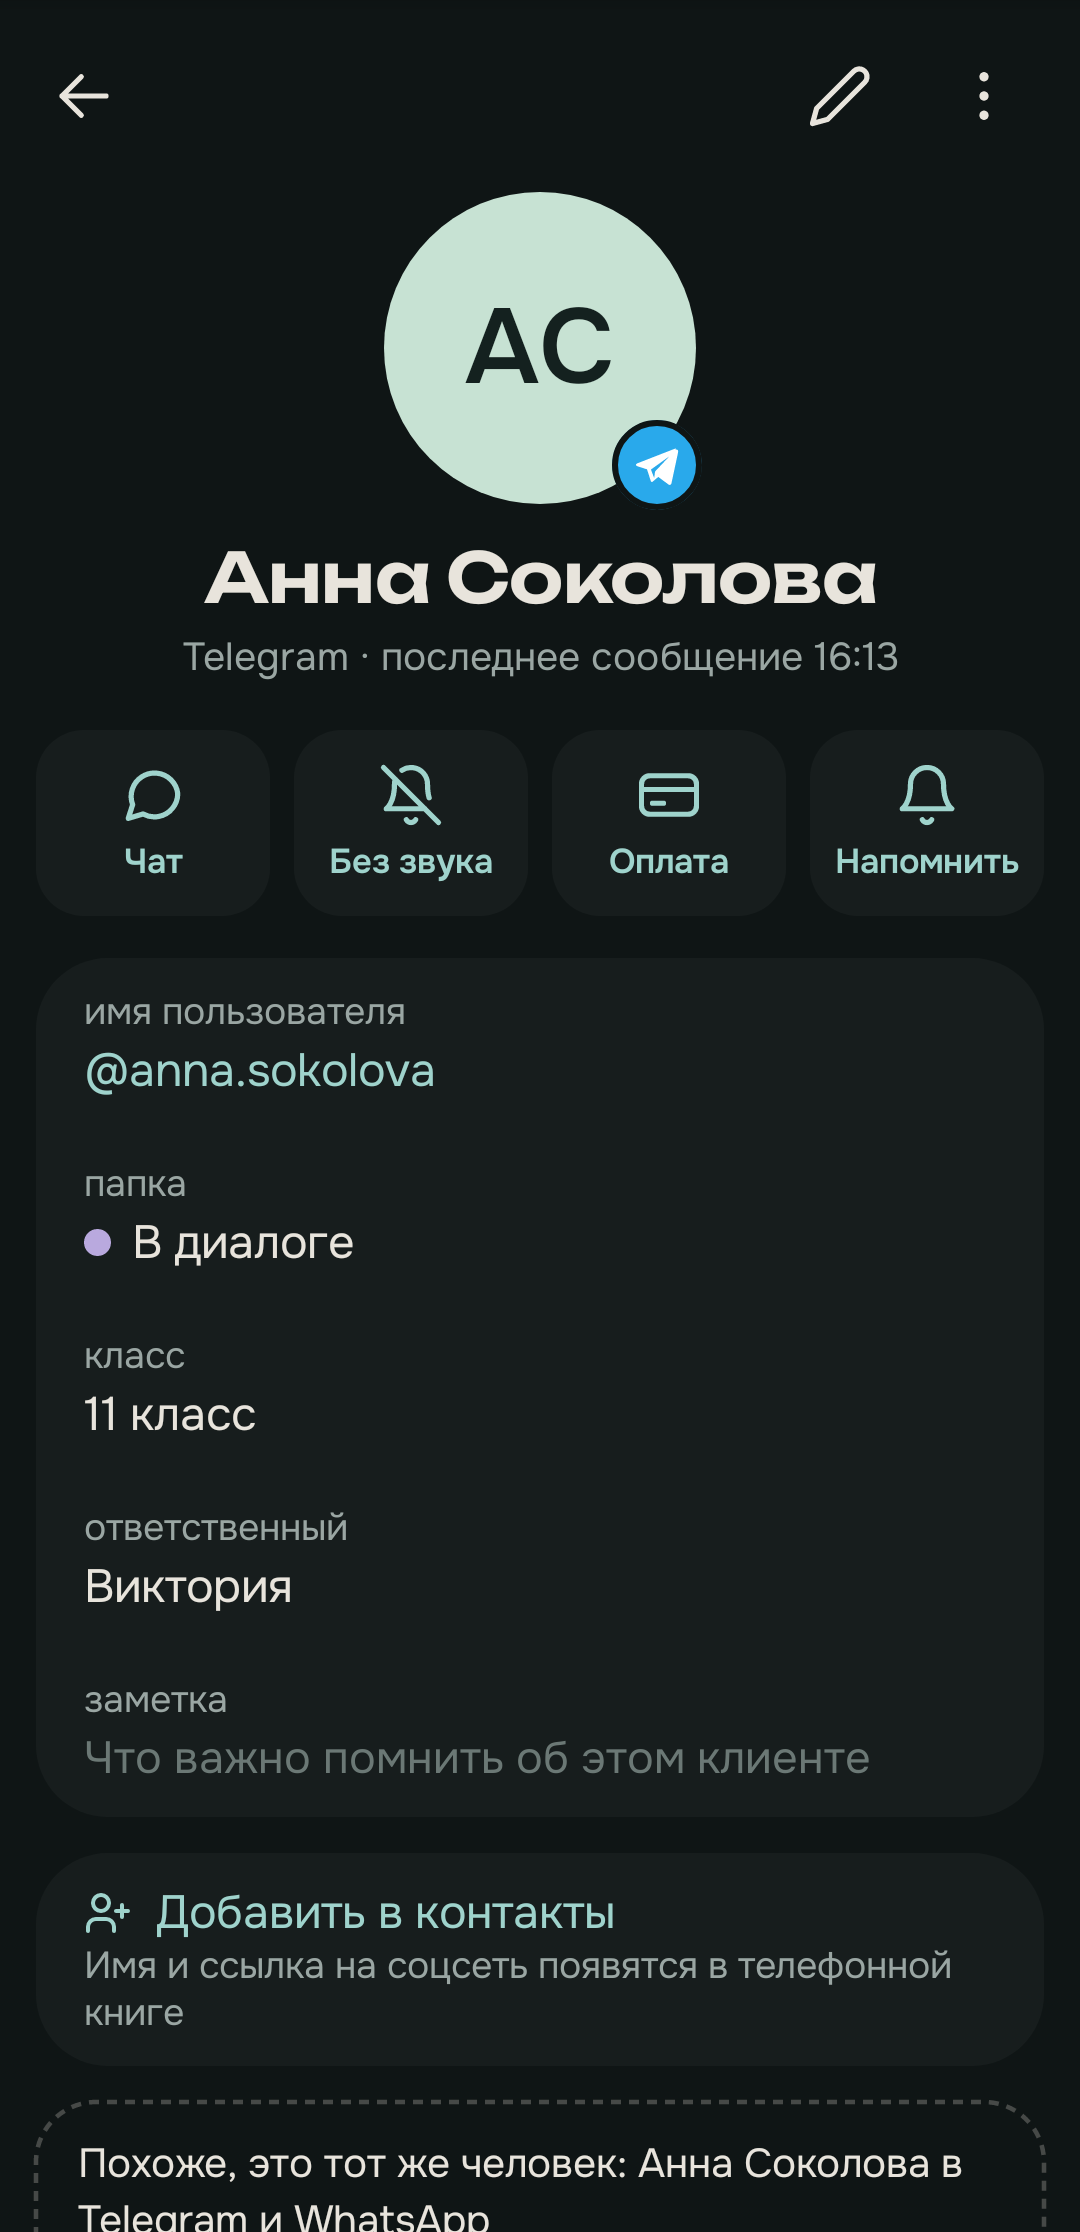 АС
Анна Соколова
Telegram · последнее сообщение 16:13
Чат
Без звука
Оплата
Напомнить
имя пользователя
@anna.sokolova
папка
В диалоге
класс
11 класс
ответственный
Виктория
заметка
Что важно помнить об этом клиенте
Добавить в контакты
Имя и ссылка на соцсеть появятся в телефонной
книге
Похоже, это тот же человек: Анна Соколова в
Telegram и WhatsApp